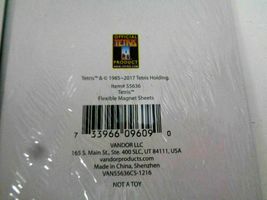 OFFICIAL
TETRIS
PRODUCT
Tetris™ & © 1985~2017 Tetris Holding.
Item# 55636
Tetris™
Flexible Magnet Sheets
7 33966 09609 0
VANDOR LLC
165 S. Main St., Ste. 400 SLC, UT 84111, USA
vandorproducts.com
Made in China, Shenzhen
VAN55636CS-1216
NOT A TOY